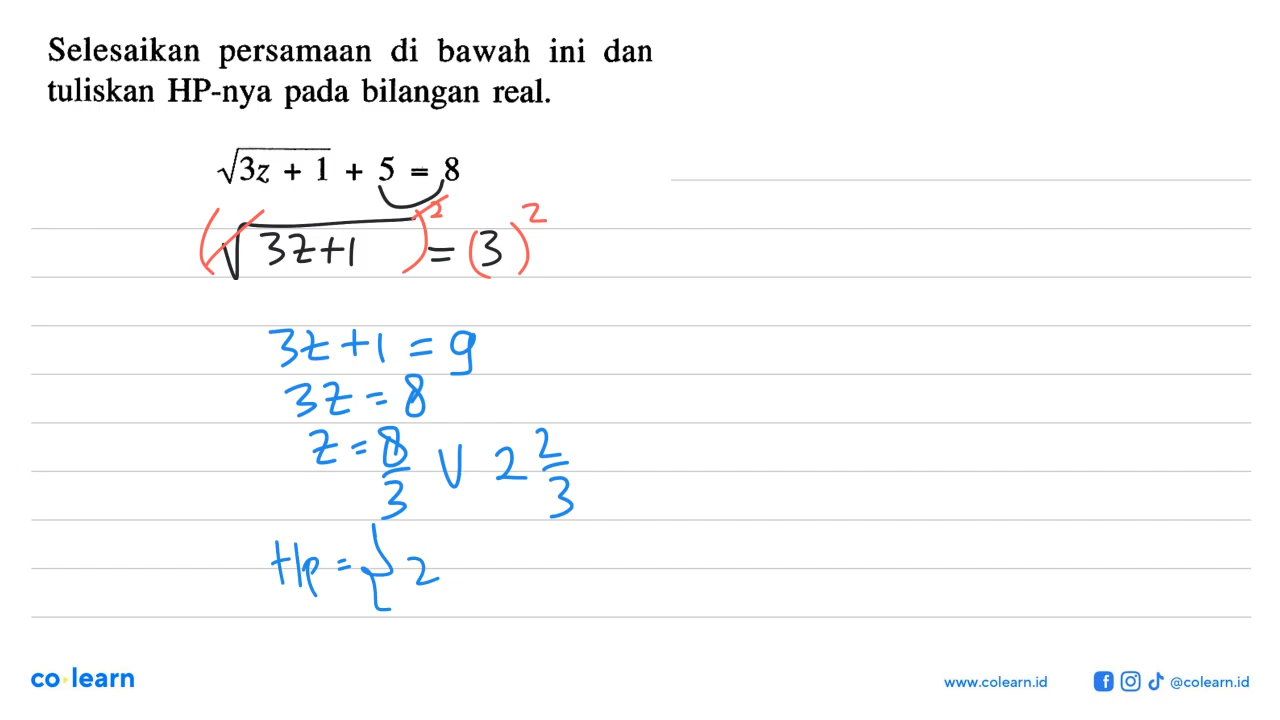 Selesaikan persamaan di bawah ini dan
tuliskan HP-nya pada bilangan real.
√3z + 1 + 5 = 8
(√3z+1)² = (3)²
3z+1 = 9
3z = 8
z = 8/3 V 2 2/3
Hp = { 2
co learn
www.colearn.id
@colearn.id